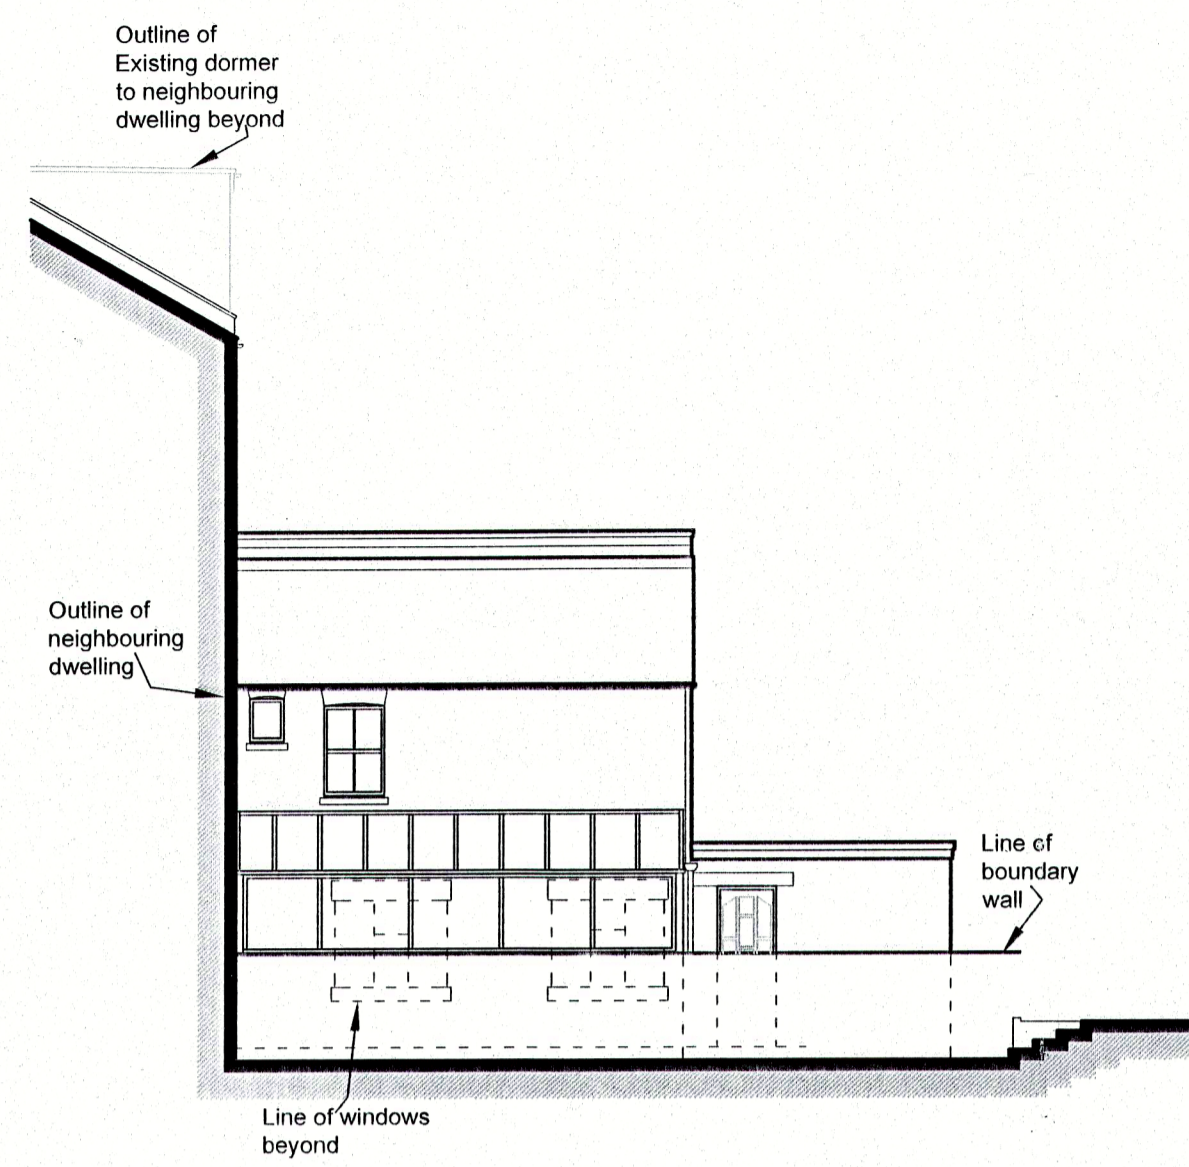 Outline of
Existing dormer
to neighbouring
dwelling beyond
Outline of
neighbouring
dwelling
Line of
boundary
wall
Line of windows
beyond